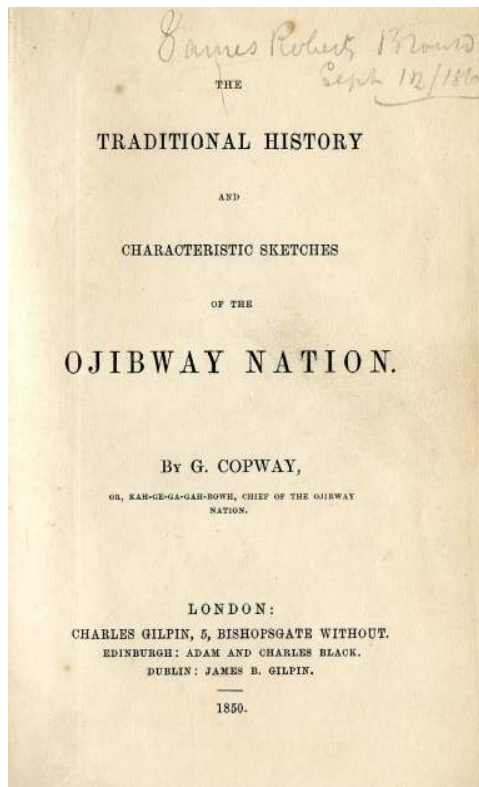 James Robert
Sept 12/186
THE
TRADITIONAL HISTORY
AND
CHARACTERISTIC SKETCHES
OF THE
OJIBWAY NATION.
By G. COPWAY,
OR, KAH-GE-GA-GAH-BOWH, CHIEF OF THE OJIBWAY
NATION.
LONDON:
CHARLES GILPIN, 5, BISHOPSGATE WITHOUT.
EDINBURGH: ADAM AND CHARLES BLACK.
DUBLIN: JAMES B. GILPIN.
1850.